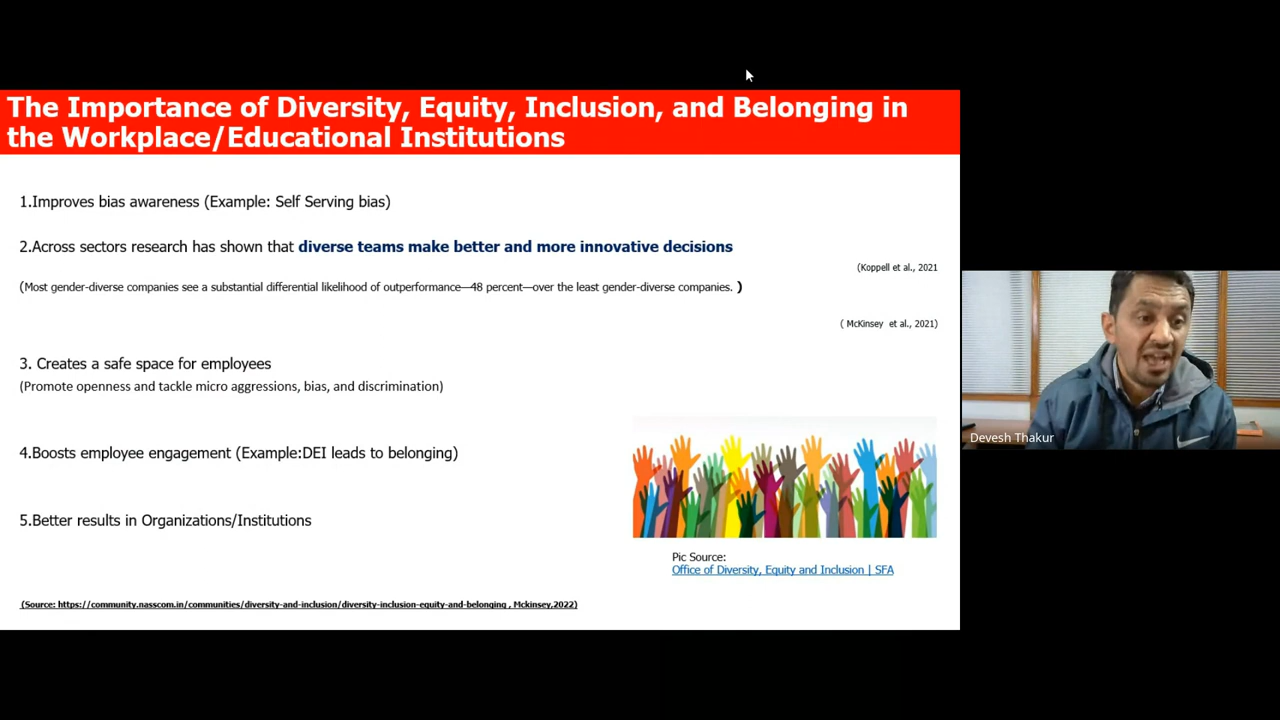 The Importance of Diversity, Equity, Inclusion, and Belonging in
the Workplace/Educational Institutions
1.Improves bias awareness (Example: Self Serving bias)
2.Across sectors research has shown that diverse teams make better and more innovative decisions
(Koppell et al., 2021
(Most gender-diverse companies see a substantial differential likelihood of outperformance—48 percent—over the least gender-diverse companies. )
( McKinsey et al., 2021)
3. Creates a safe space for employees
(Promote openness and tackle micro aggressions, bias, and discrimination)
4.Boosts employee engagement (Example:DEI leads to belonging)
5.Better results in Organizations/Institutions
Pic Source:
Office of Diversity, Equity and Inclusion | SFA
(Source: https://community.nasscom.in/communities/diversity-and-inclusion/diversity-inclusion-equity-and-belonging , Mckinsey,2022)
Devesh Thakur